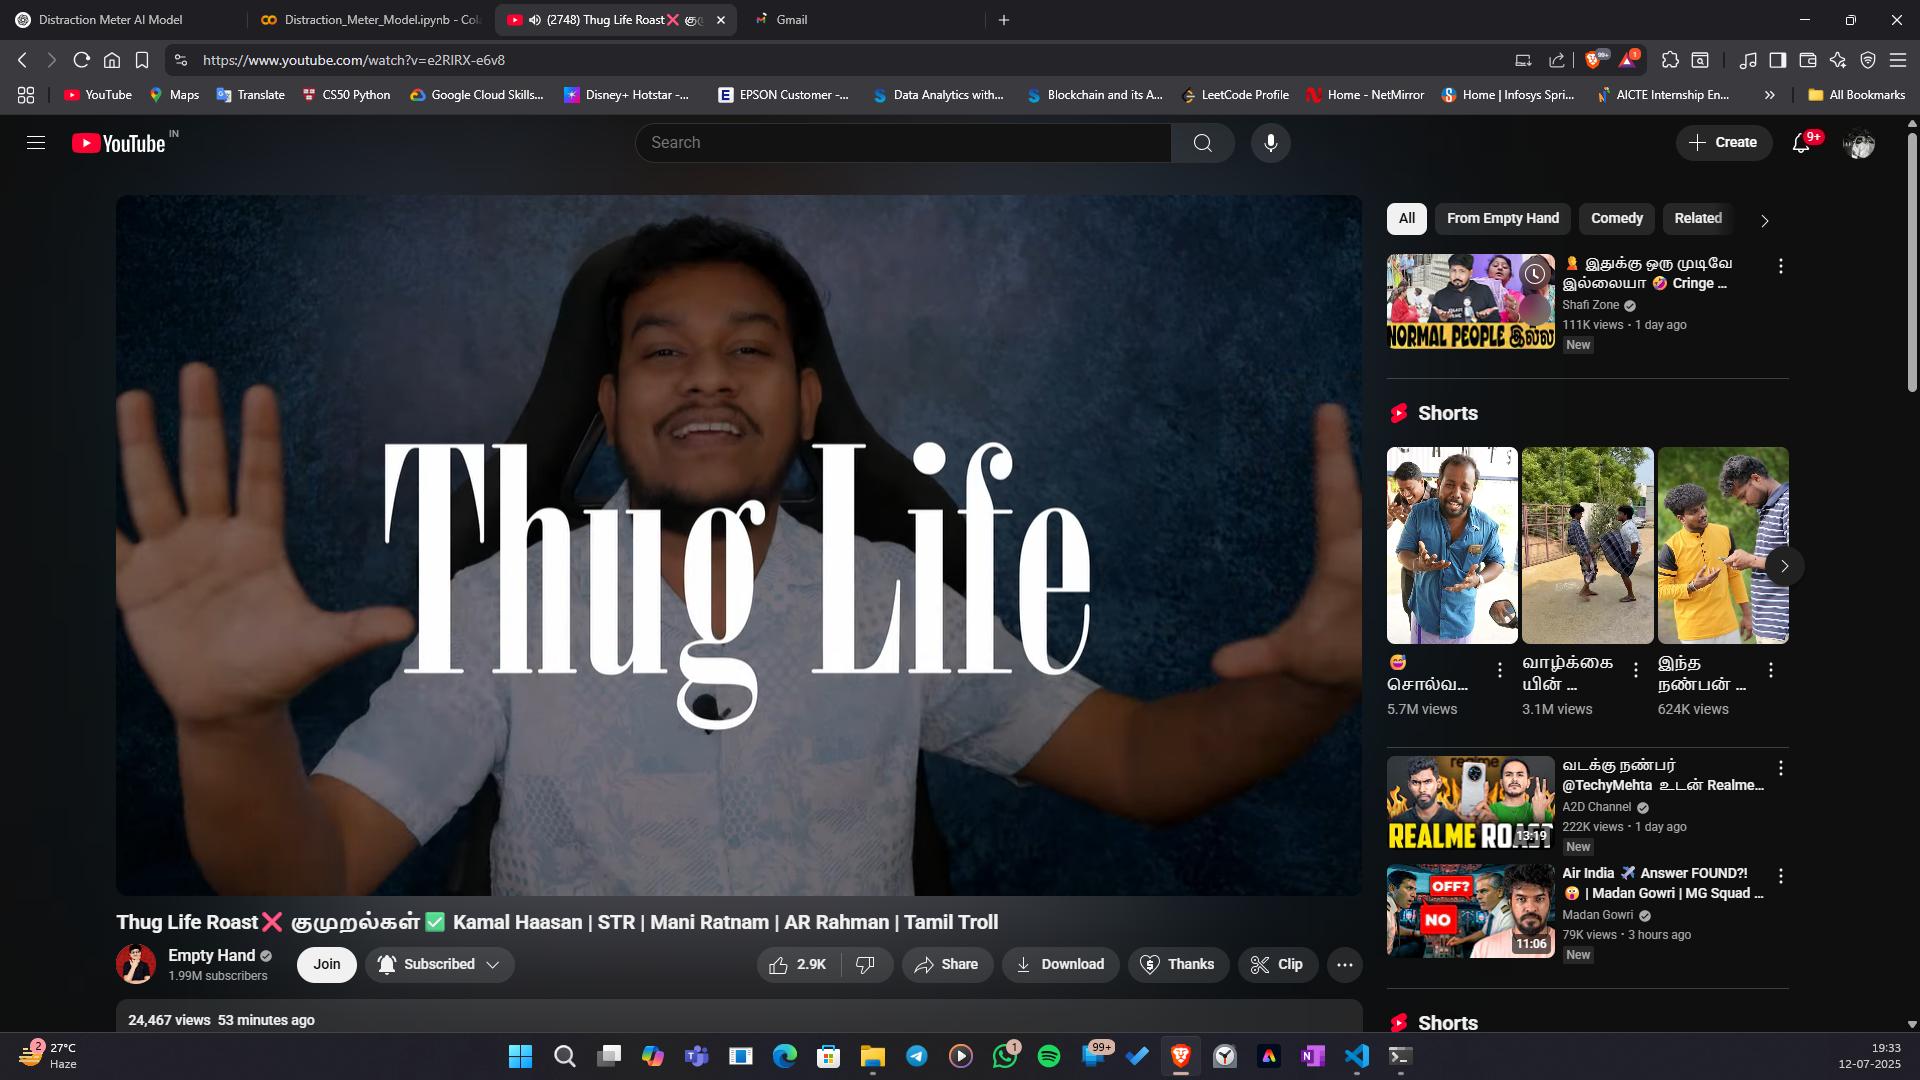 Distraction Meter AI Model
Distraction_Meter_Model.ipynb - Col
(2748) Thug Life Roast❌ கு
Gmail
https://www.youtube.com/watch?v=e2RIRX-e6v8
YouTube
Maps
Translate
CS50 Python
Google Cloud Skills...
Disney+ Hotstar -...
EPSON Customer -...
Data Analytics with...
Blockchain and its A...
LeetCode Profile
Home - NetMirror
Home | Infosys Spri...
AICTE Internship En...
All Bookmarks
YouTube IN
Search
Create
9+
Thug Life
All
From Empty Hand
Comedy
Related
🤦 இதுக்கு ஒரு முடிவே
இல்லையா 🤣 Cringe ...
Shafi Zone
111K views • 1 day ago
New
NORMAL PEOPLE இல்ல
Shorts
😅
சொல்வ...
5.7M views
வாழ்க்கை
யின் ...
3.1M views
இந்த
நண்பன் ...
624K views
realme
REALME ROAST
13:19
வடக்கு நண்பர்
@TechyMehta உடன் Realme...
A2D Channel
222K views • 1 day ago
New
OFF?
NO
11:06
Air India ✈️ Answer FOUND?!
😲 | Madan Gowri | MG Squad ...
Madan Gowri
79K views • 3 hours ago
New
Shorts
Thug Life Roast❌ குமுறல்கள்✅ Kamal Haasan | STR | Mani Ratnam | AR Rahman | Tamil Troll
Empty Hand
1.99M subscribers
Join
Subscribed
2.9K
Share
Download
Thanks
Clip
24,467 views 53 minutes ago
2
27°C
Haze
1
99+
19:33
12-07-2025